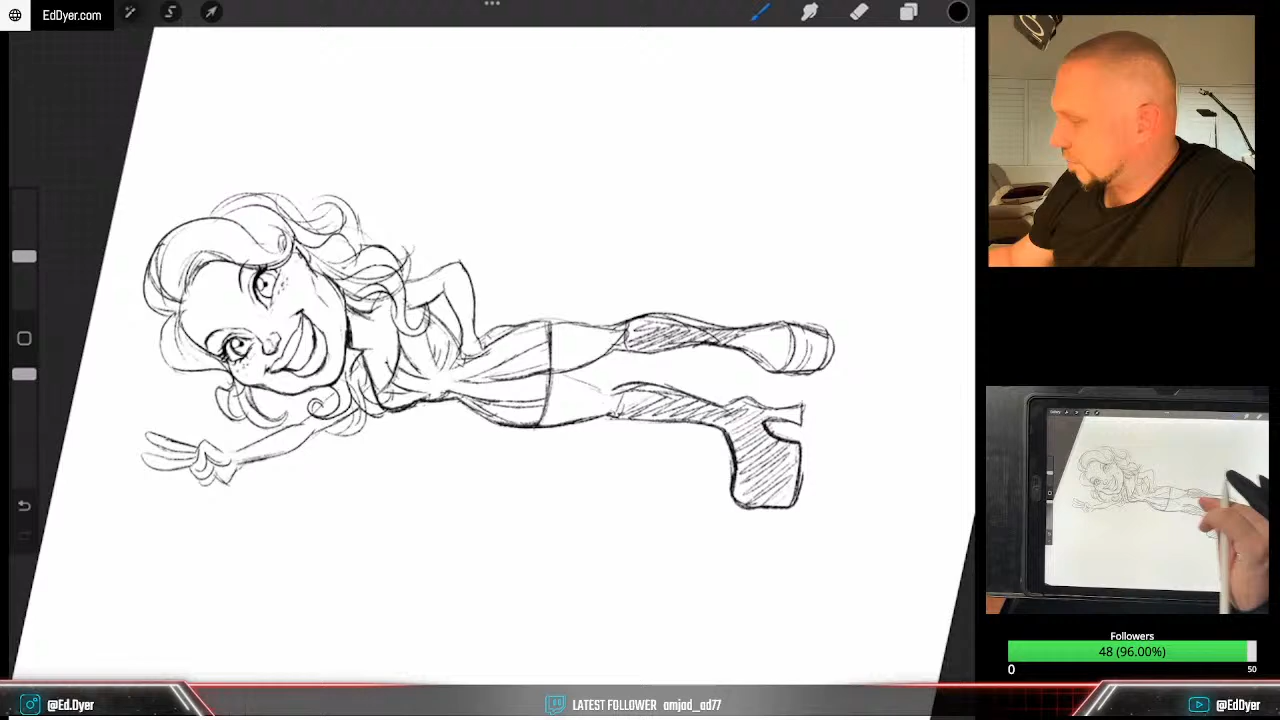 EdDyer.com
Followers
48 (96.00%)
0
50
@Ed.Dyer
LATEST FOLLOWER amjad_ad77
@EdDyer